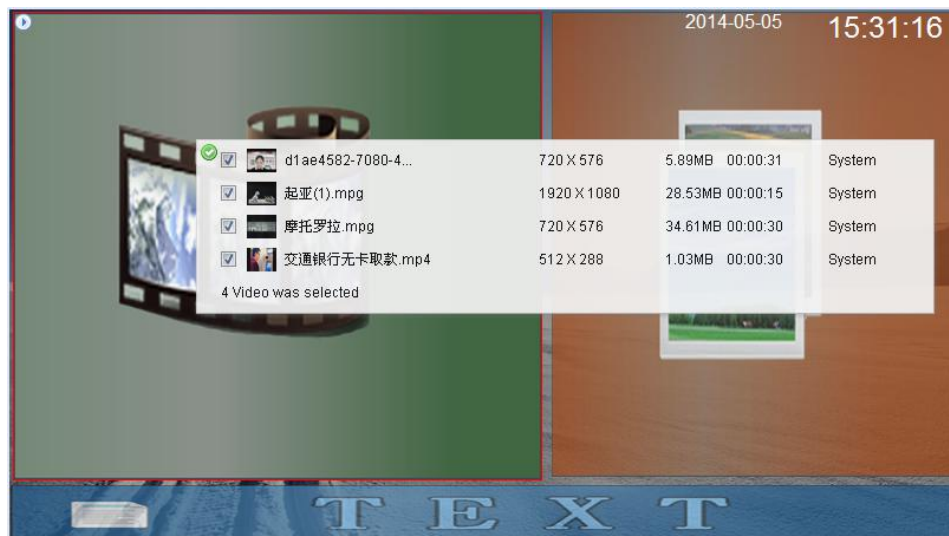 2014-05-05 15:31:16
d1ae4582-7080-4... 720 X 576 5.89MB 00:00:31 System
起亚(1).mpg 1920 X 1080 28.53MB 00:00:15 System
摩托罗拉.mpg 720 X 576 34.61MB 00:00:30 System
交通银行无卡取款.mp4 512 X 288 1.03MB 00:00:30 System
4 Video was selected
TEXT